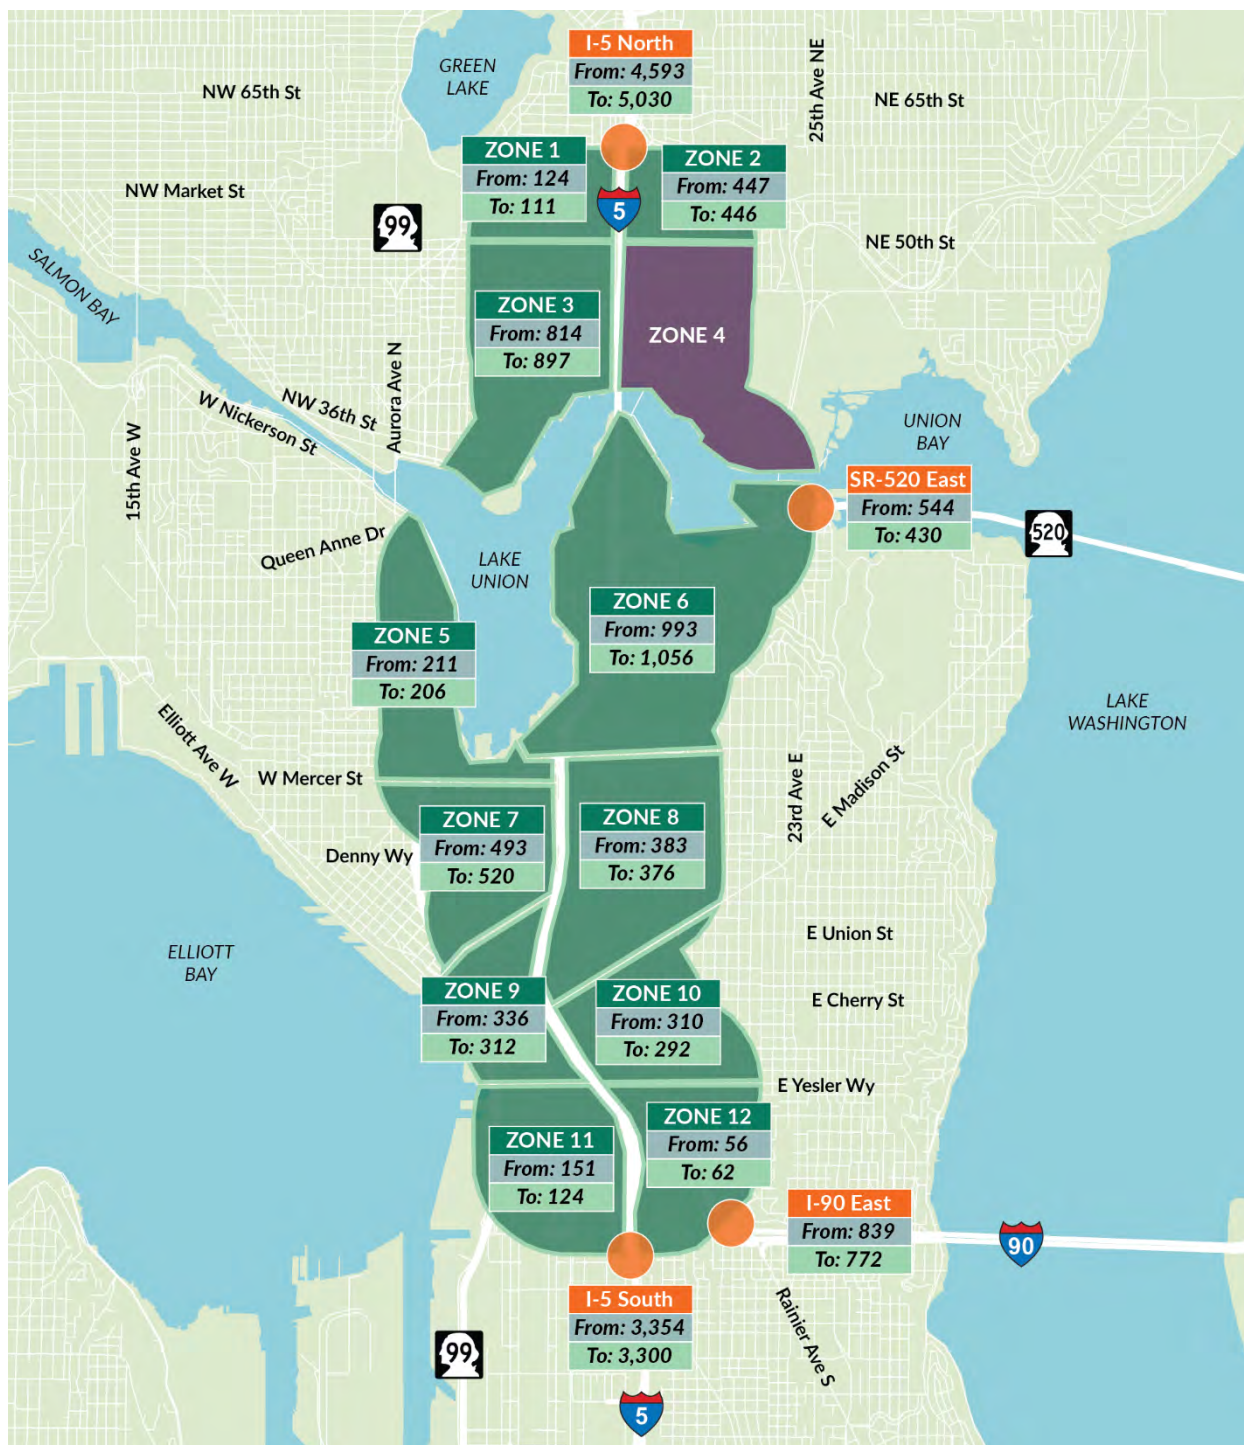 I-5 North
From: 4,593
To: 5,030
25th Ave NE
GREEN
LAKE
NW 65th St
NE 65th St
ZONE 1
From: 124
To: 111
ZONE 2
From: 447
To: 446
NW Market St
5
99
NE 50th St
SALMON BAY
ZONE 3
From: 814
To: 897
ZONE 4
Aurora Ave N
NW 36th St
W Nickerson St
15th Ave W
UNION
BAY
SR-520 East
From: 544
To: 430
520
Queen Anne Dr
LAKE
UNION
ZONE 6
From: 993
To: 1,056
ZONE 5
From: 211
To: 206
LAKE
WASHINGTON
Elliott Ave W
W Mercer St
23rd Ave E
E Madison St
ZONE 7
From: 493
To: 520
ZONE 8
From: 383
To: 376
Denny Wy
E Union St
ELLIOTT
BAY
ZONE 9
From: 336
To: 312
ZONE 10
From: 310
To: 292
E Cherry St
E Yesler Wy
ZONE 12
From: 56
To: 62
ZONE 11
From: 151
To: 124
I-90 East
From: 839
To: 772
90
I-5 South
From: 3,354
To: 3,300
Rainier Ave S
99
5